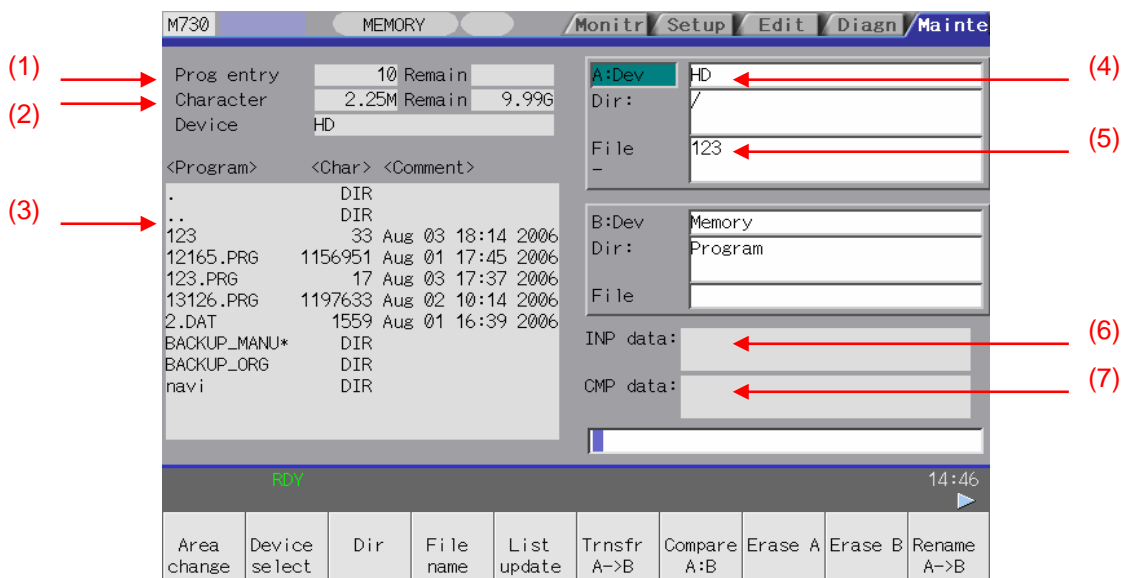 M730 MEMORY Monitr Setup Edit Diagn Mainte
(1) Prog entry 10 Remain
(2) Character 2.25M Remain 9.99G
Device HD
<Program> <Char> <Comment>
(3)
. DIR
.. DIR
123 33 Aug 03 18:14 2006
12165.PRG 1156951 Aug 01 17:45 2006
123.PRG 17 Aug 03 17:37 2006
13126.PRG 1197633 Aug 02 10:14 2006
2.DAT 1559 Aug 01 16:39 2006
BACKUP_MANU* DIR
BACKUP_ORG DIR
navi DIR
A:Dev HD (4)
Dir: /
File 123 (5)
–
B:Dev Memory
Dir: Program
File
INP data: (6)
CMP data: (7)
RDY 14:46
Area change
Device select
Dir
File name
List update
Trnsfr A->B
Compare A:B
Erase A
Erase B
Rename A->B